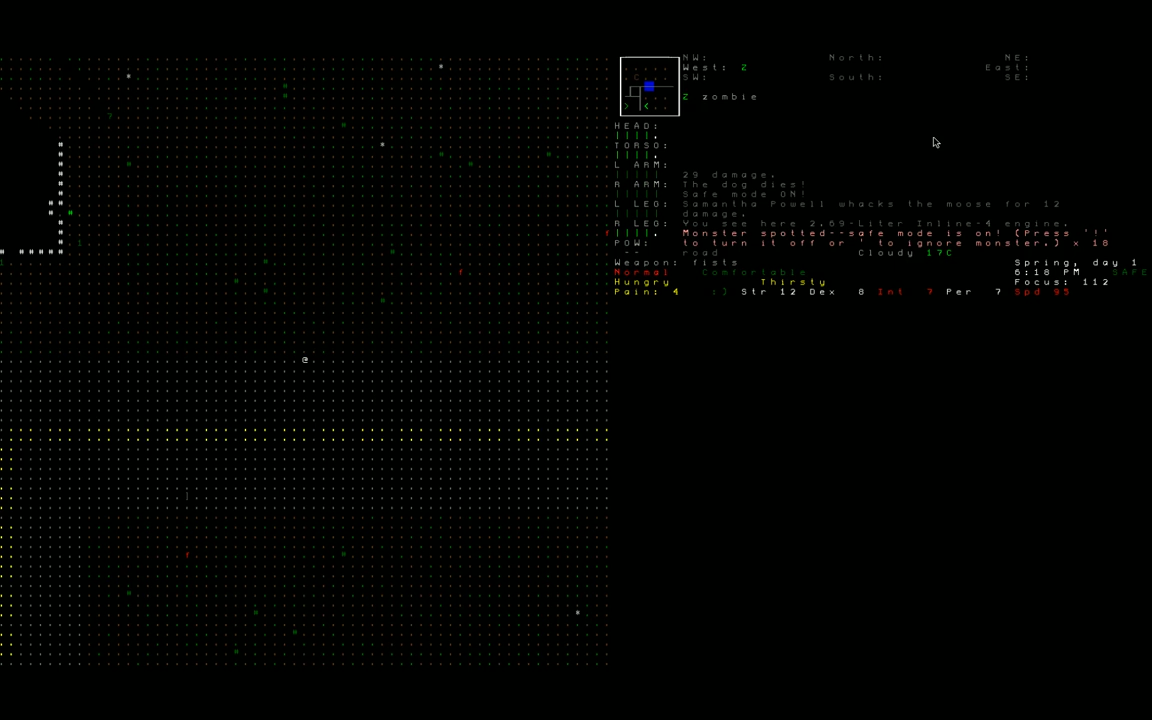 NW: North: NE:
West: Z East:
SW: South: SE:
Z zombie
HEAD:
||||.
TORSO:
||||.
L ARM:
|||||
29 damage.
R ARM: The dog dies!
||||| Safe mode ON!
L LEG: Samantha Powell whacks the moose for 12
||||| damage.
R LEG: You see here 2.69-Liter Inline-4 engine.
||||. Monster spotted--safe mode is on! (Press '!'
POW: to turn it off or ' to ignore monster.) x 18
-- road Cloudy 17C
Weapon: fists Spring, day 1
Normal Comfortable 6:18 PM SAFE
Hungry Thirsty Focus: 112
Pain: 4 :] Str 12 Dex 8 Int 7 Per 7 Spd 95